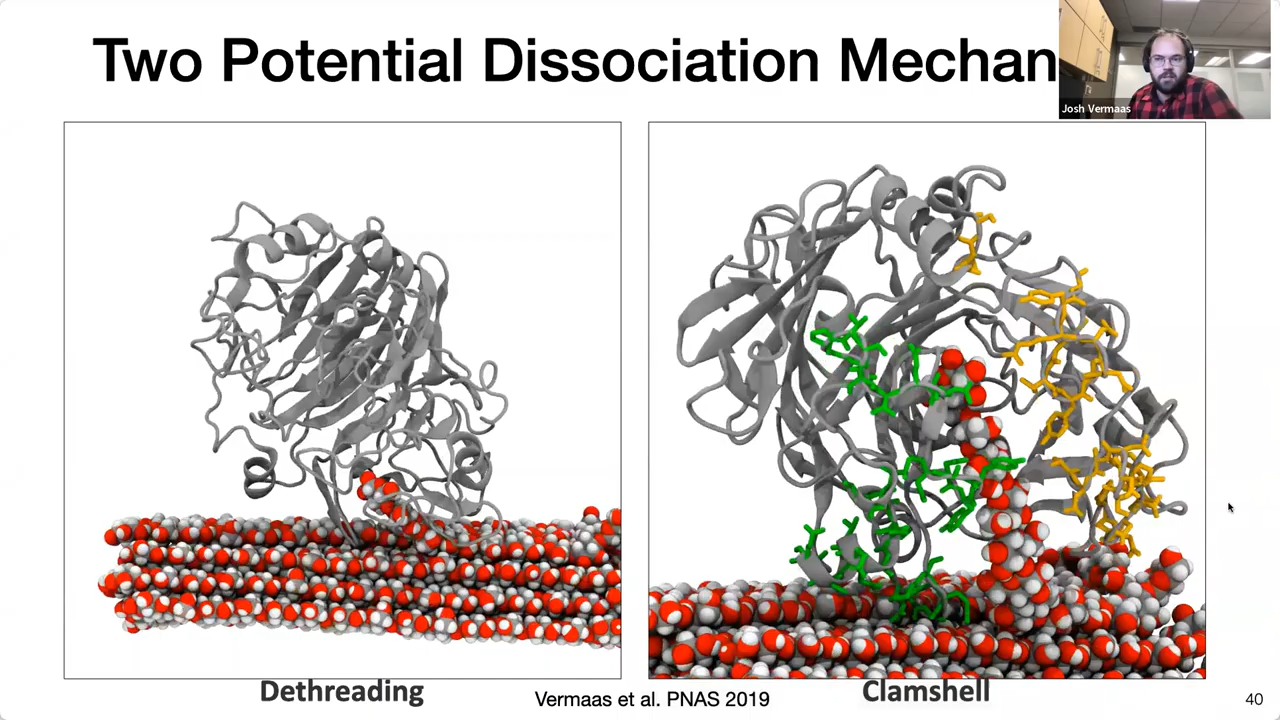 Two Potential Dissociation Mechan
Josh Vermaas
Dethreading
Clamshell
Vermaas et al. PNAS 2019
40